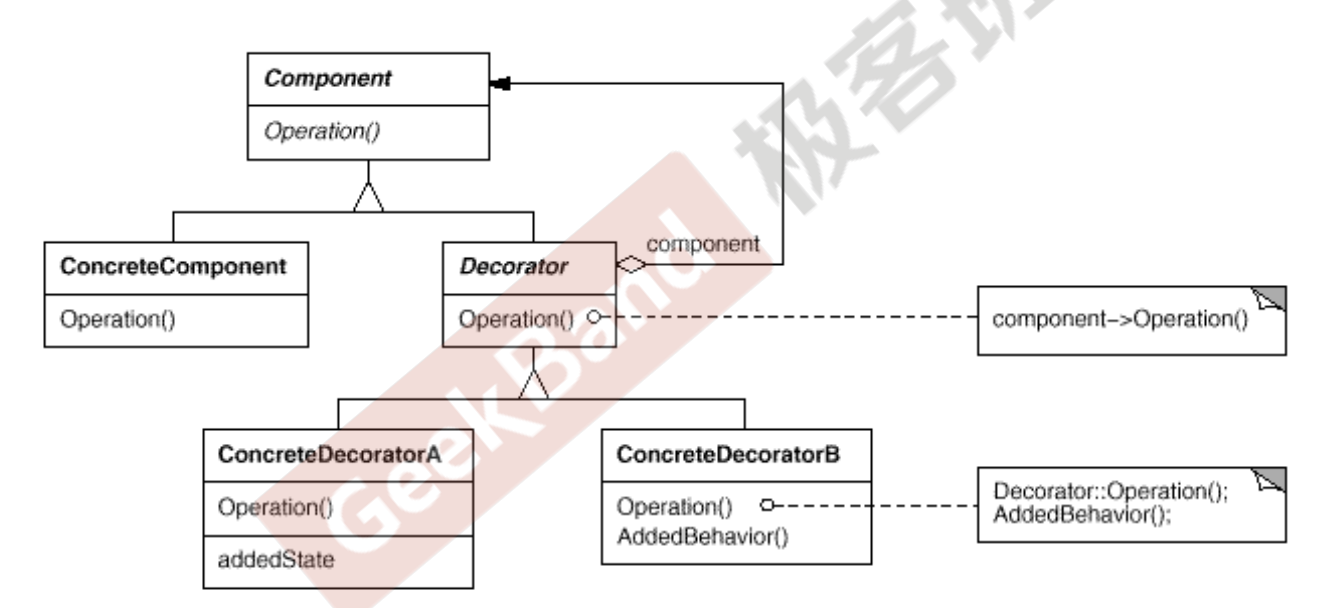 Component
Operation()
component
ConcreteComponent
Operation()
Decorator
Operation()
component->Operation()
ConcreteDecoratorA
Operation()
addedState
ConcreteDecoratorB
Operation()
AddedBehavior()
Decorator::Operation();
AddedBehavior();
GeekBand
极客班